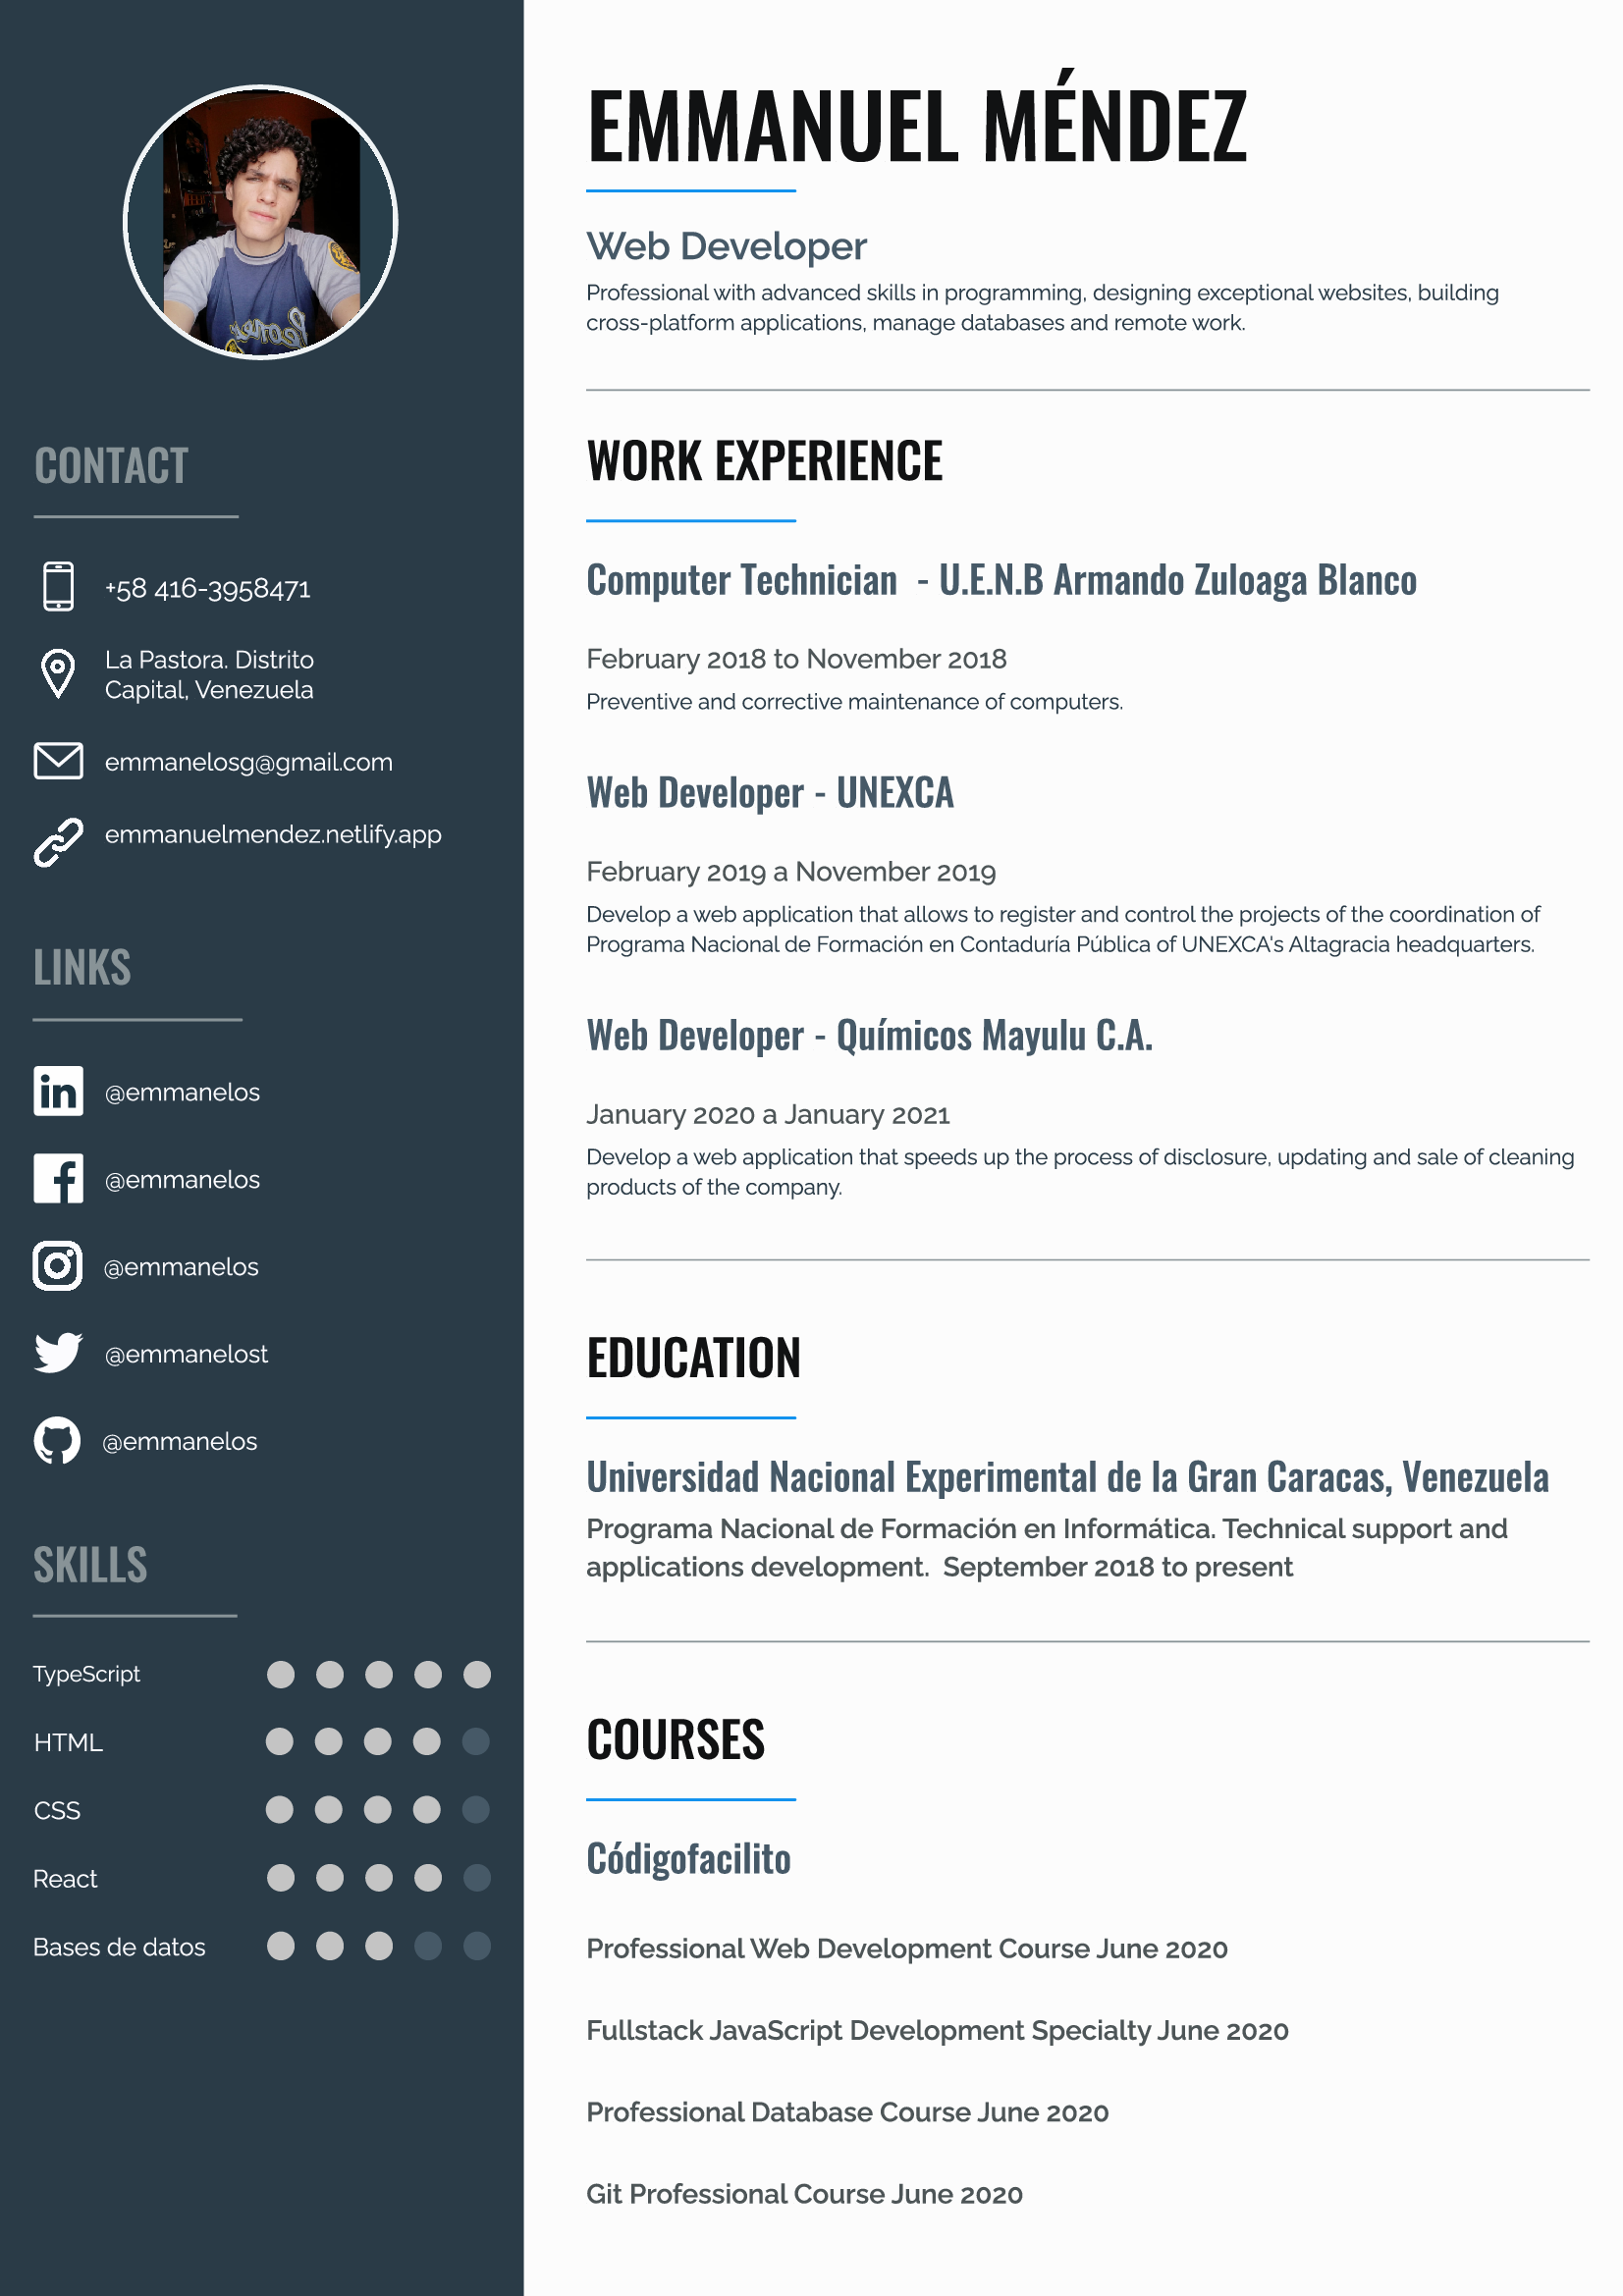 EMMANUEL MÉNDEZ
Web Developer
Professional with advanced skills in programming, designing exceptional websites, building
cross-platform applications, manage databases and remote work.
CONTACT
+58 416-3958471
La Pastora. Distrito
Capital, Venezuela
emmanelosg@gmail.com
emmanuelmendez.netlify.app
LINKS
@emmanelos
@emmanelos
@emmanelos
@emmanelost
@emmanelos
SKILLS
TypeScript
HTML
CSS
React
Bases de datos
WORK EXPERIENCE
Computer Technician  - U.E.N.B Armando Zuloaga Blanco
February 2018 to November 2018
Preventive and corrective maintenance of computers.
Web Developer - UNEXCA
February 2019 a November 2019
Develop a web application that allows to register and control the projects of the coordination of
Programa Nacional de Formación en Contaduría Pública of UNEXCA's Altagracia headquarters.
Web Developer - Químicos Mayulu C.A.
January 2020 a January 2021
Develop a web application that speeds up the process of disclosure, updating and sale of cleaning
products of the company.
EDUCATION
Universidad Nacional Experimental de la Gran Caracas, Venezuela
Programa Nacional de Formación en Informática. Technical support and
applications development.  September 2018 to present
COURSES
Códigofacilito
Professional Web Development Course June 2020
Fullstack JavaScript Development Specialty June 2020
Professional Database Course June 2020
Git Professional Course June 2020